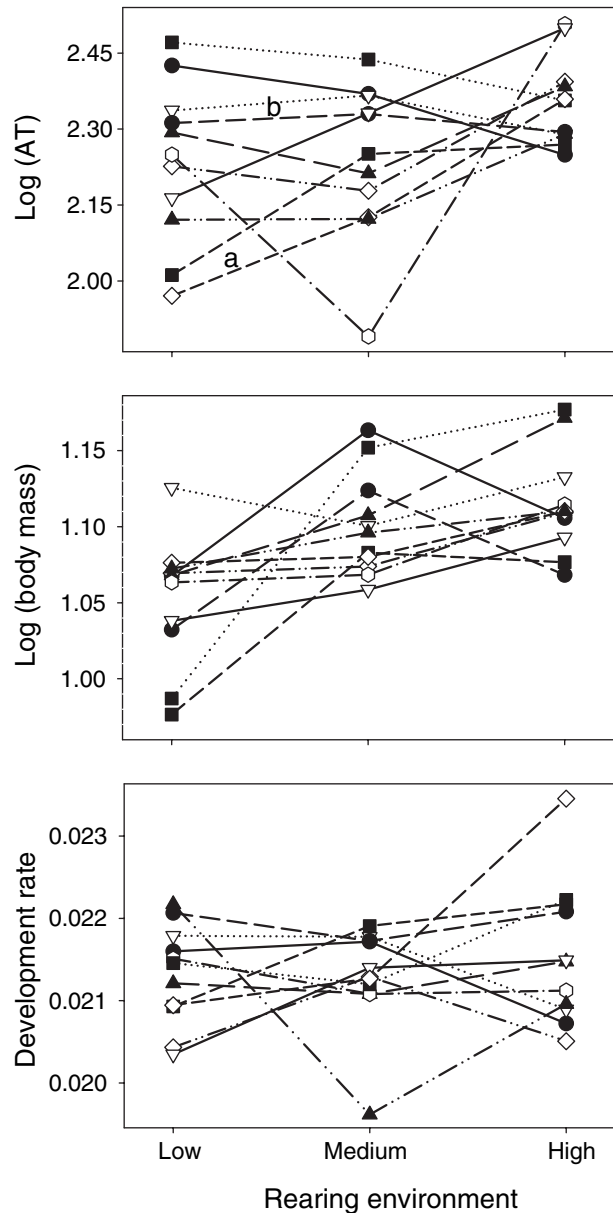 Log (AT)
2.45
2.30
2.15
2.00
b
a
Log (body mass)
1.15
1.10
1.05
1.00
Development rate
0.023
0.022
0.021
0.020
Low Medium High
Rearing environment